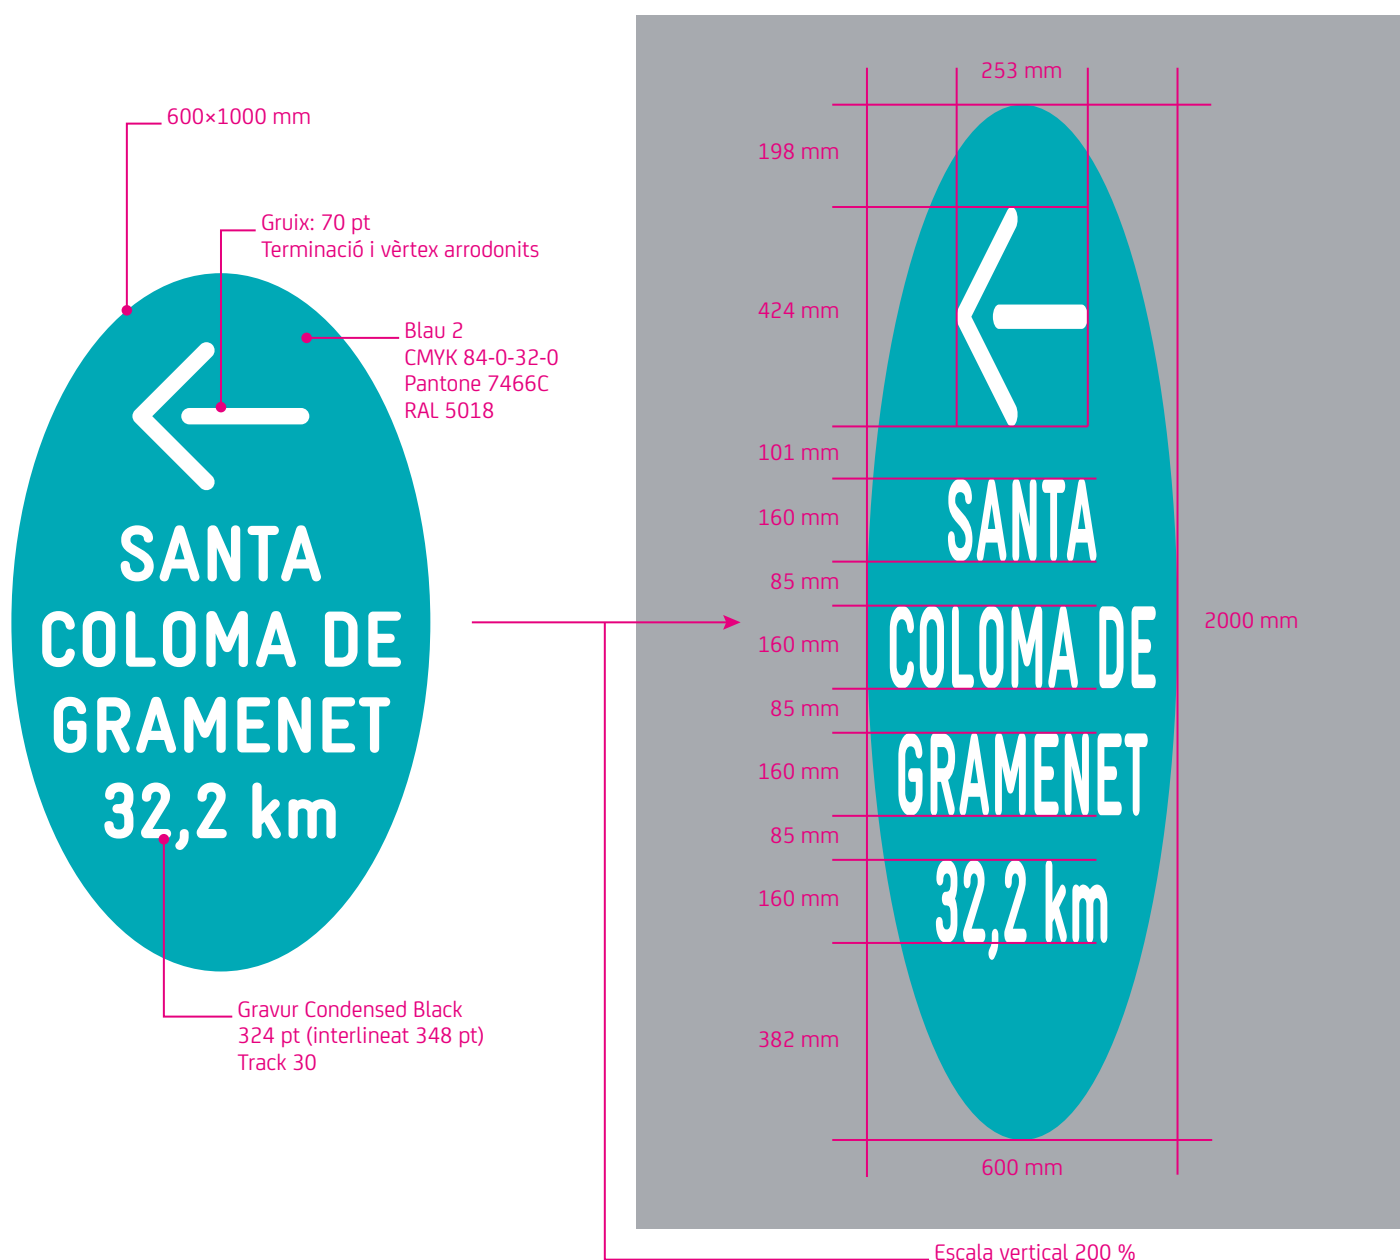 600×1000 mm
Gruix: 70 pt
Terminació i vèrtex arrodonits
Blau 2
CMYK 84-0-32-0
Pantone 7466C
RAL 5018
SANTA
COLOMA DE
GRAMENET
32,2 km
Gravur Condensed Black
324 pt (interlineat 348 pt)
Track 30
253 mm
198 mm
424 mm
101 mm
160 mm
85 mm
160 mm
85 mm
160 mm
85 mm
160 mm
382 mm
SANTA
COLOMA DE
GRAMENET
32,2 km
2000 mm
600 mm
Escala vertical 200 %